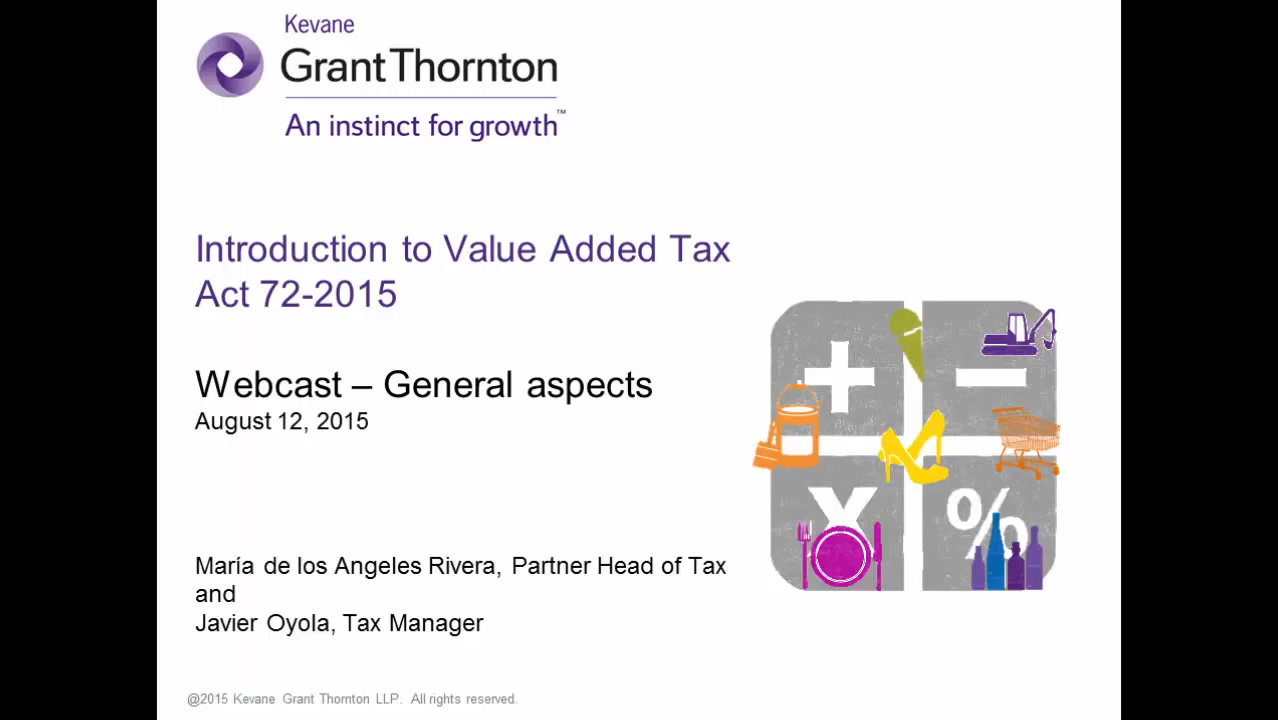 Kevane
Grant Thornton
An instinct for growth™
Introduction to Value Added Tax
Act 72-2015
Webcast – General aspects
August 12, 2015
+
−
x
%
María de los Angeles Rivera, Partner Head of Tax
and
Javier Oyola, Tax Manager
@2015 Kevane Grant Thornton LLP. All rights reserved.